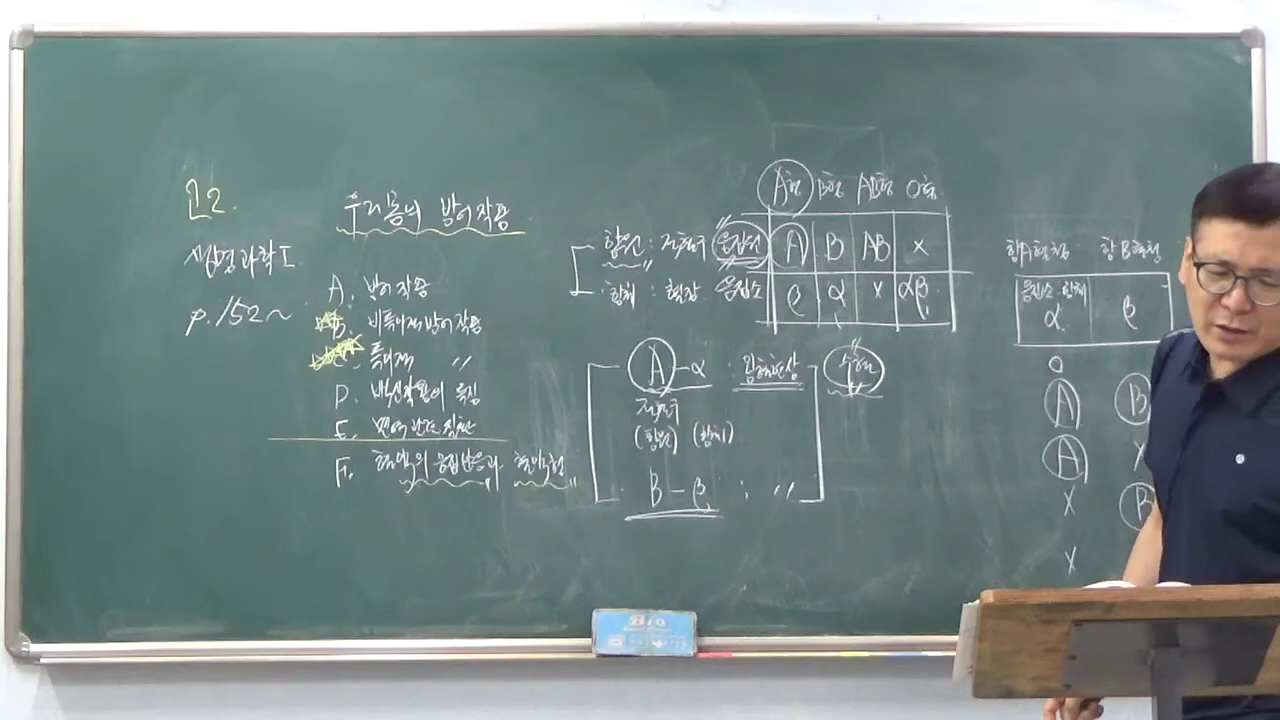 12.
우리몸의 방어작용
생명과학 I
p.152~
A. 방어작용
B. 비특이적 방어작용
C. 특이적 〃
D. 백신작용의 특징
E. 면역 관련 질환
F. 혈액의 응집반응과 혈액형
A형 B형 AB형 O형
항원 : 적혈구 (응집원) A B AB ×
항체 : 혈장 응집소 β α × αβ
A - α : 응집반응
적혈구
(항원) (항체)
B - β : 〃
수혈
항A혈청 항B혈청
응집소 항체
α β
O
A B
A ×
× B
×